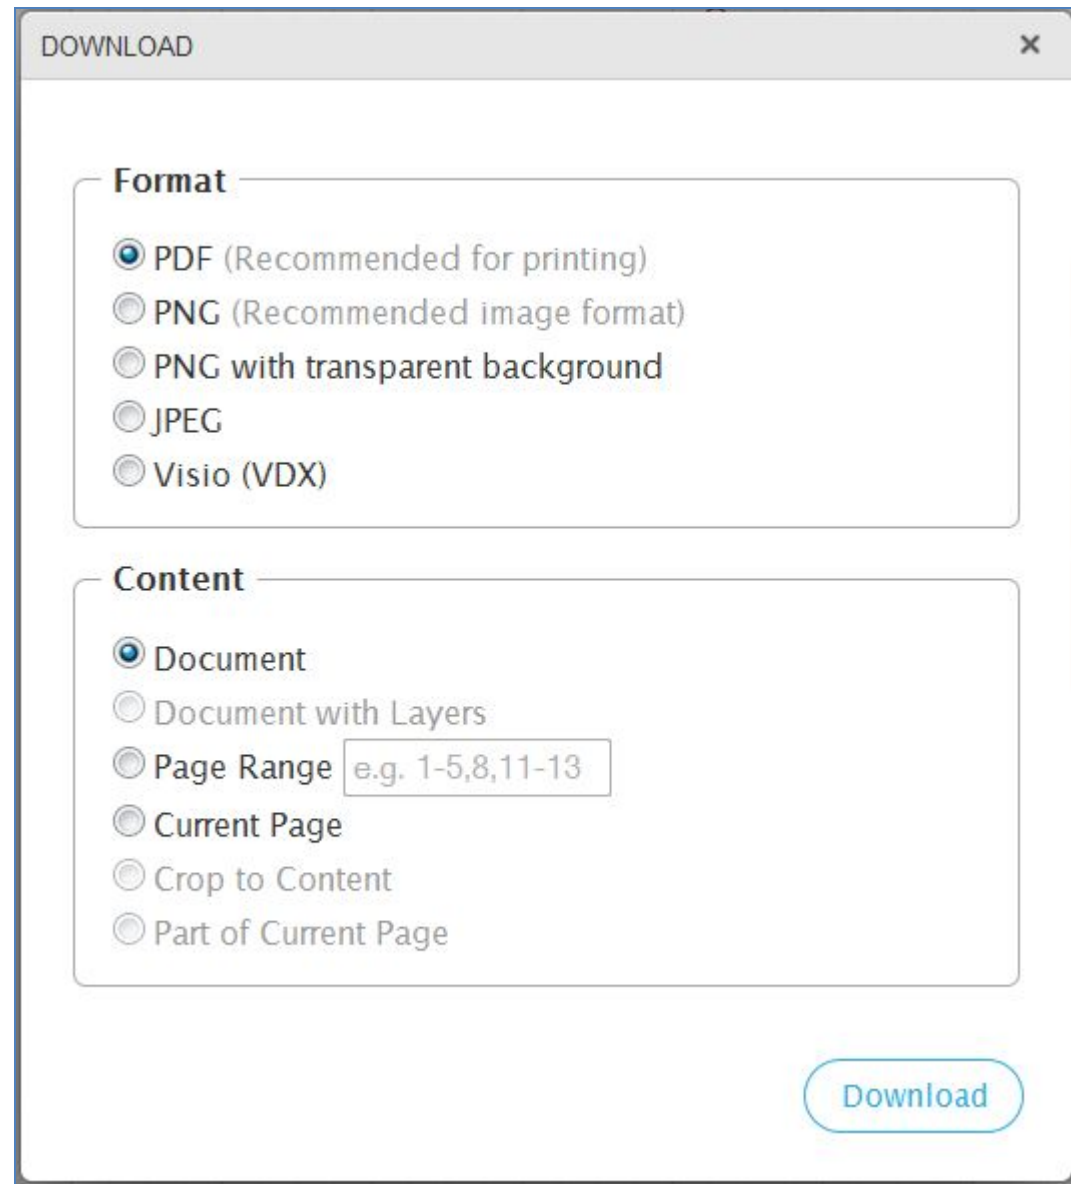 DOWNLOAD ×
Format
PDF (Recommended for printing)
PNG (Recommended image format)
PNG with transparent background
JPEG
Visio (VDX)
Content
Document
Document with Layers
Page Range e.g. 1-5,8,11-13
Current Page
Crop to Content
Part of Current Page
Download